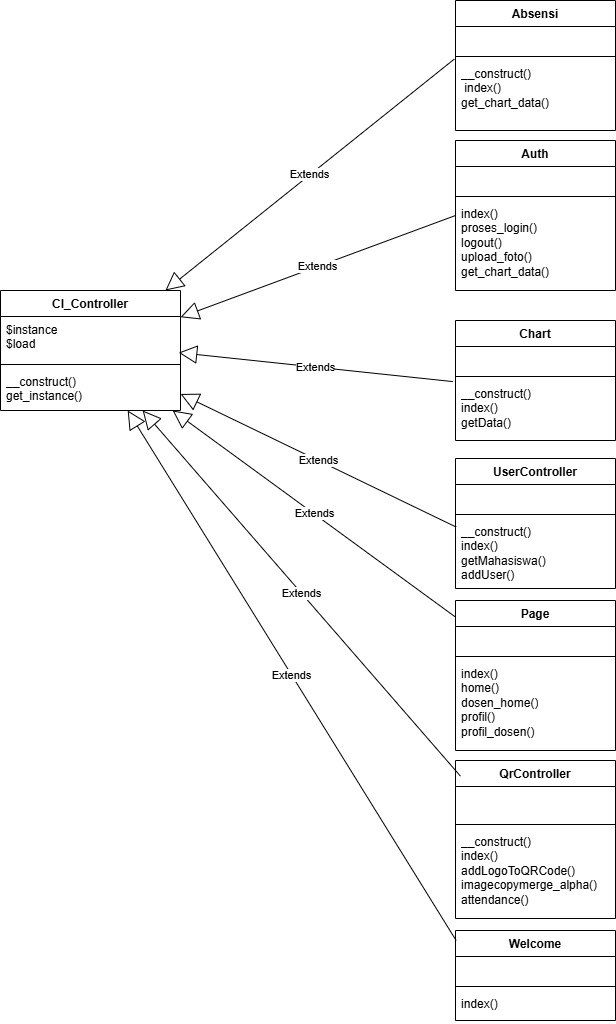 Absensi
__construct()
index()
get_chart_data()
Auth
index()
proses_login()
logout()
upload_foto()
get_chart_data()
Extends
Extends
CI_Controller
$instance
$load
__construct()
get_instance()
Chart
__construct()
index()
getData()
Extends
UserController
__construct()
index()
getMahasiswa()
addUser()
Extends
Extends
Page
index()
home()
dosen_home()
profil()
profil_dosen()
Extends
Extends
QrController
__construct()
index()
addLogoToQRCode()
imagecopymerge_alpha()
attendance()
Welcome
index()